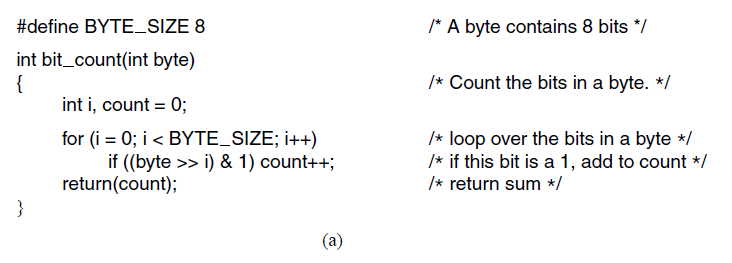 #define BYTE_SIZE 8 /* A byte contains 8 bits */
int bit_count(int byte)
{ /* Count the bits in a byte. */
int i, count = 0;
for (i = 0; i < BYTE_SIZE; i++) /* loop over the bits in a byte */
if ((byte >> i) & 1) count++; /* if this bit is a 1, add to count */
return(count); /* return sum */
}
(a)